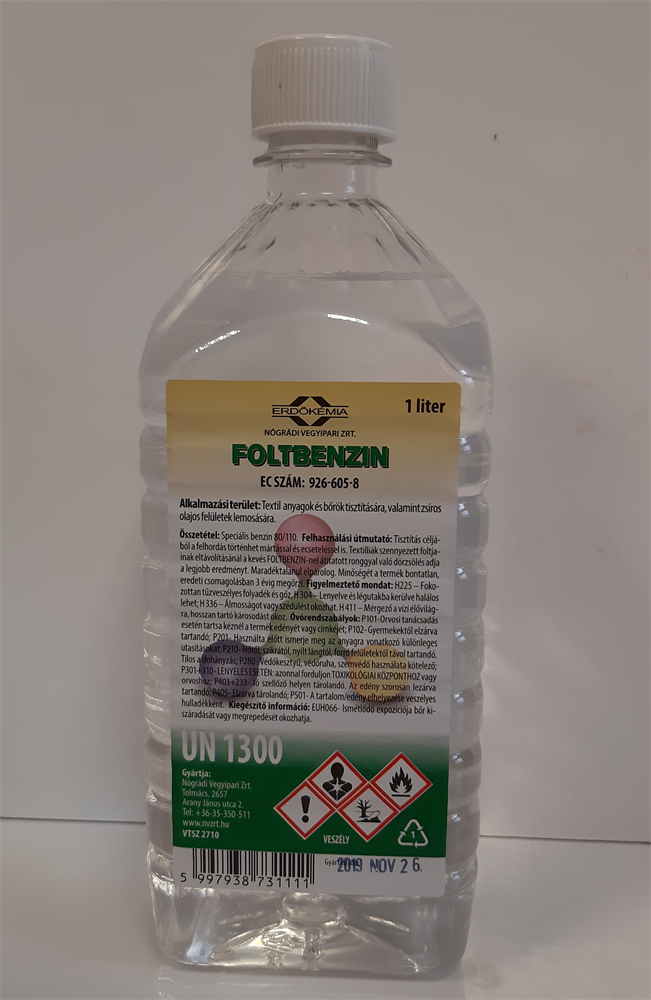 ERDŐKÉMIA
1 liter
NÓGRÁDI VEGYIPARI ZRT.
FOLTBENZIN
EC SZÁM: 926-605-8
Alkalmazási terület: Textil anyagok és bőrök tisztítására, valamint zsíros
olajos felületek lemosására.
Összetétel: Speciális benzin 80/110. Felhasználási útmutató: Tisztítás céljá-
ból a felhordás történhet mártással és ecseteléssel is. Textíliák szennyezett foltja-
inak eltávolításánál a kevés FOLTBENZIN-nel átitatott ronggyal való dörzsölés adja
a legjobb eredményt. Maradéktalanul elpárolog. Minőségét a termék bontatlan,
eredeti csomagolásban 3 évig megőrzi. Figyelmeztető mondat: H225 – Foko-
zottan tűzveszélyes folyadék és gőz, H304– Lenyelve és légutakba kerülve halálos
lehet; H336 – Álmosságot vagy szédülést okozhat. H411 – Mérgező a vízi élővilág-
ra, hosszan tartó károsodást okoz. Óvórendszabályok: P101-Orvosi tanácsadás
esetén tartsa kéznél a termék edényét vagy címkéjét; P102- Gyermekektől elzárva
tartandó; P201- Használata előtt ismerje meg az anyagra vonatkozó különleges
utasításokat; P210- Hőtől, szikrától, nyílt lángtól, forró felületektől távol tartandó.
Tilos a dohányzás; P280- Védőkesztyű, védőruha, szemvédő használata kötelező;
P301+310- LENYELÉS ESETÉN: azonnal forduljon TOXIKOLÓGIAI KÖZPONTHOZ vagy
orvoshoz; P403+233- Jó szellőző helyen tárolandó. Az edény szorosan lezárva
tartandó; P405- Elzárva tárolandó; P501- A tartalom/edény elhelyezése veszélyes
hulladékként. Kiegészítő információ: EUH066- Ismétlődő expozíciója bőr ki-
száradását vagy megrepedését okozhatja.
UN 1300
Gyártja:
Nógrádi Vegyipari Zrt.
Tolmács, 2657
Arany János utca 2.
Tel: +36-35-350-511
www.nvzrt.hu
VTSZ 2710
VESZÉLY
1
2019 NOV 26.
5 997938 731111